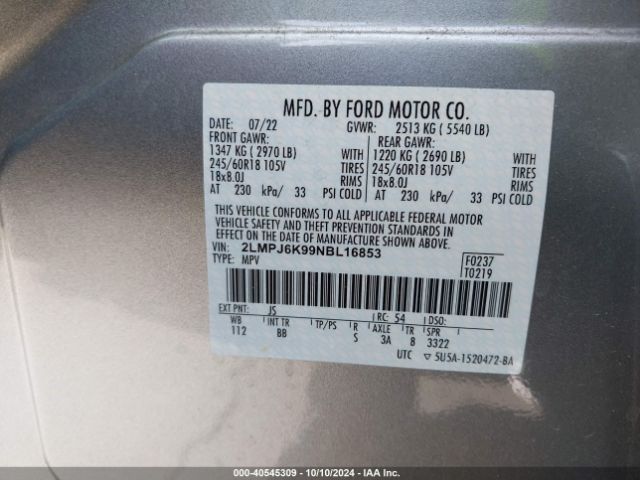 MFD. BY FORD MOTOR CO.
DATE: 07/22 GVWR: 2513 KG ( 5540 LB)
FRONT GAWR: REAR GAWR:
1347 KG ( 2970 LB) WITH 1220 KG ( 2690 LB) WITH
245/60R18 105V TIRES 245/60R18 105V TIRES
18x8.0J RIMS 18x8.0J RIMS
AT 230 kPa/ 33 PSI COLD AT 230 kPa/ 33 PSI COLD
THIS VEHICLE CONFORMS TO ALL APPLICABLE FEDERAL MOTOR
VEHICLE SAFETY AND THEFT PREVENTION STANDARDS IN
EFFECT ON THE DATE OF MANUFACTURE SHOWN ABOVE.
VIN: 2LMPJ6K99NBL16853 F0237
TYPE: MPV T0219
EXT PNT: JS RC: 54 DSO:
WB INT TR TP/PS R AXLE TR SPR
112 BB S 3A 8 3322
UTC ▽ 5U5A-1520472-BA
000-40545309 - 10/10/2024 - IAA Inc.